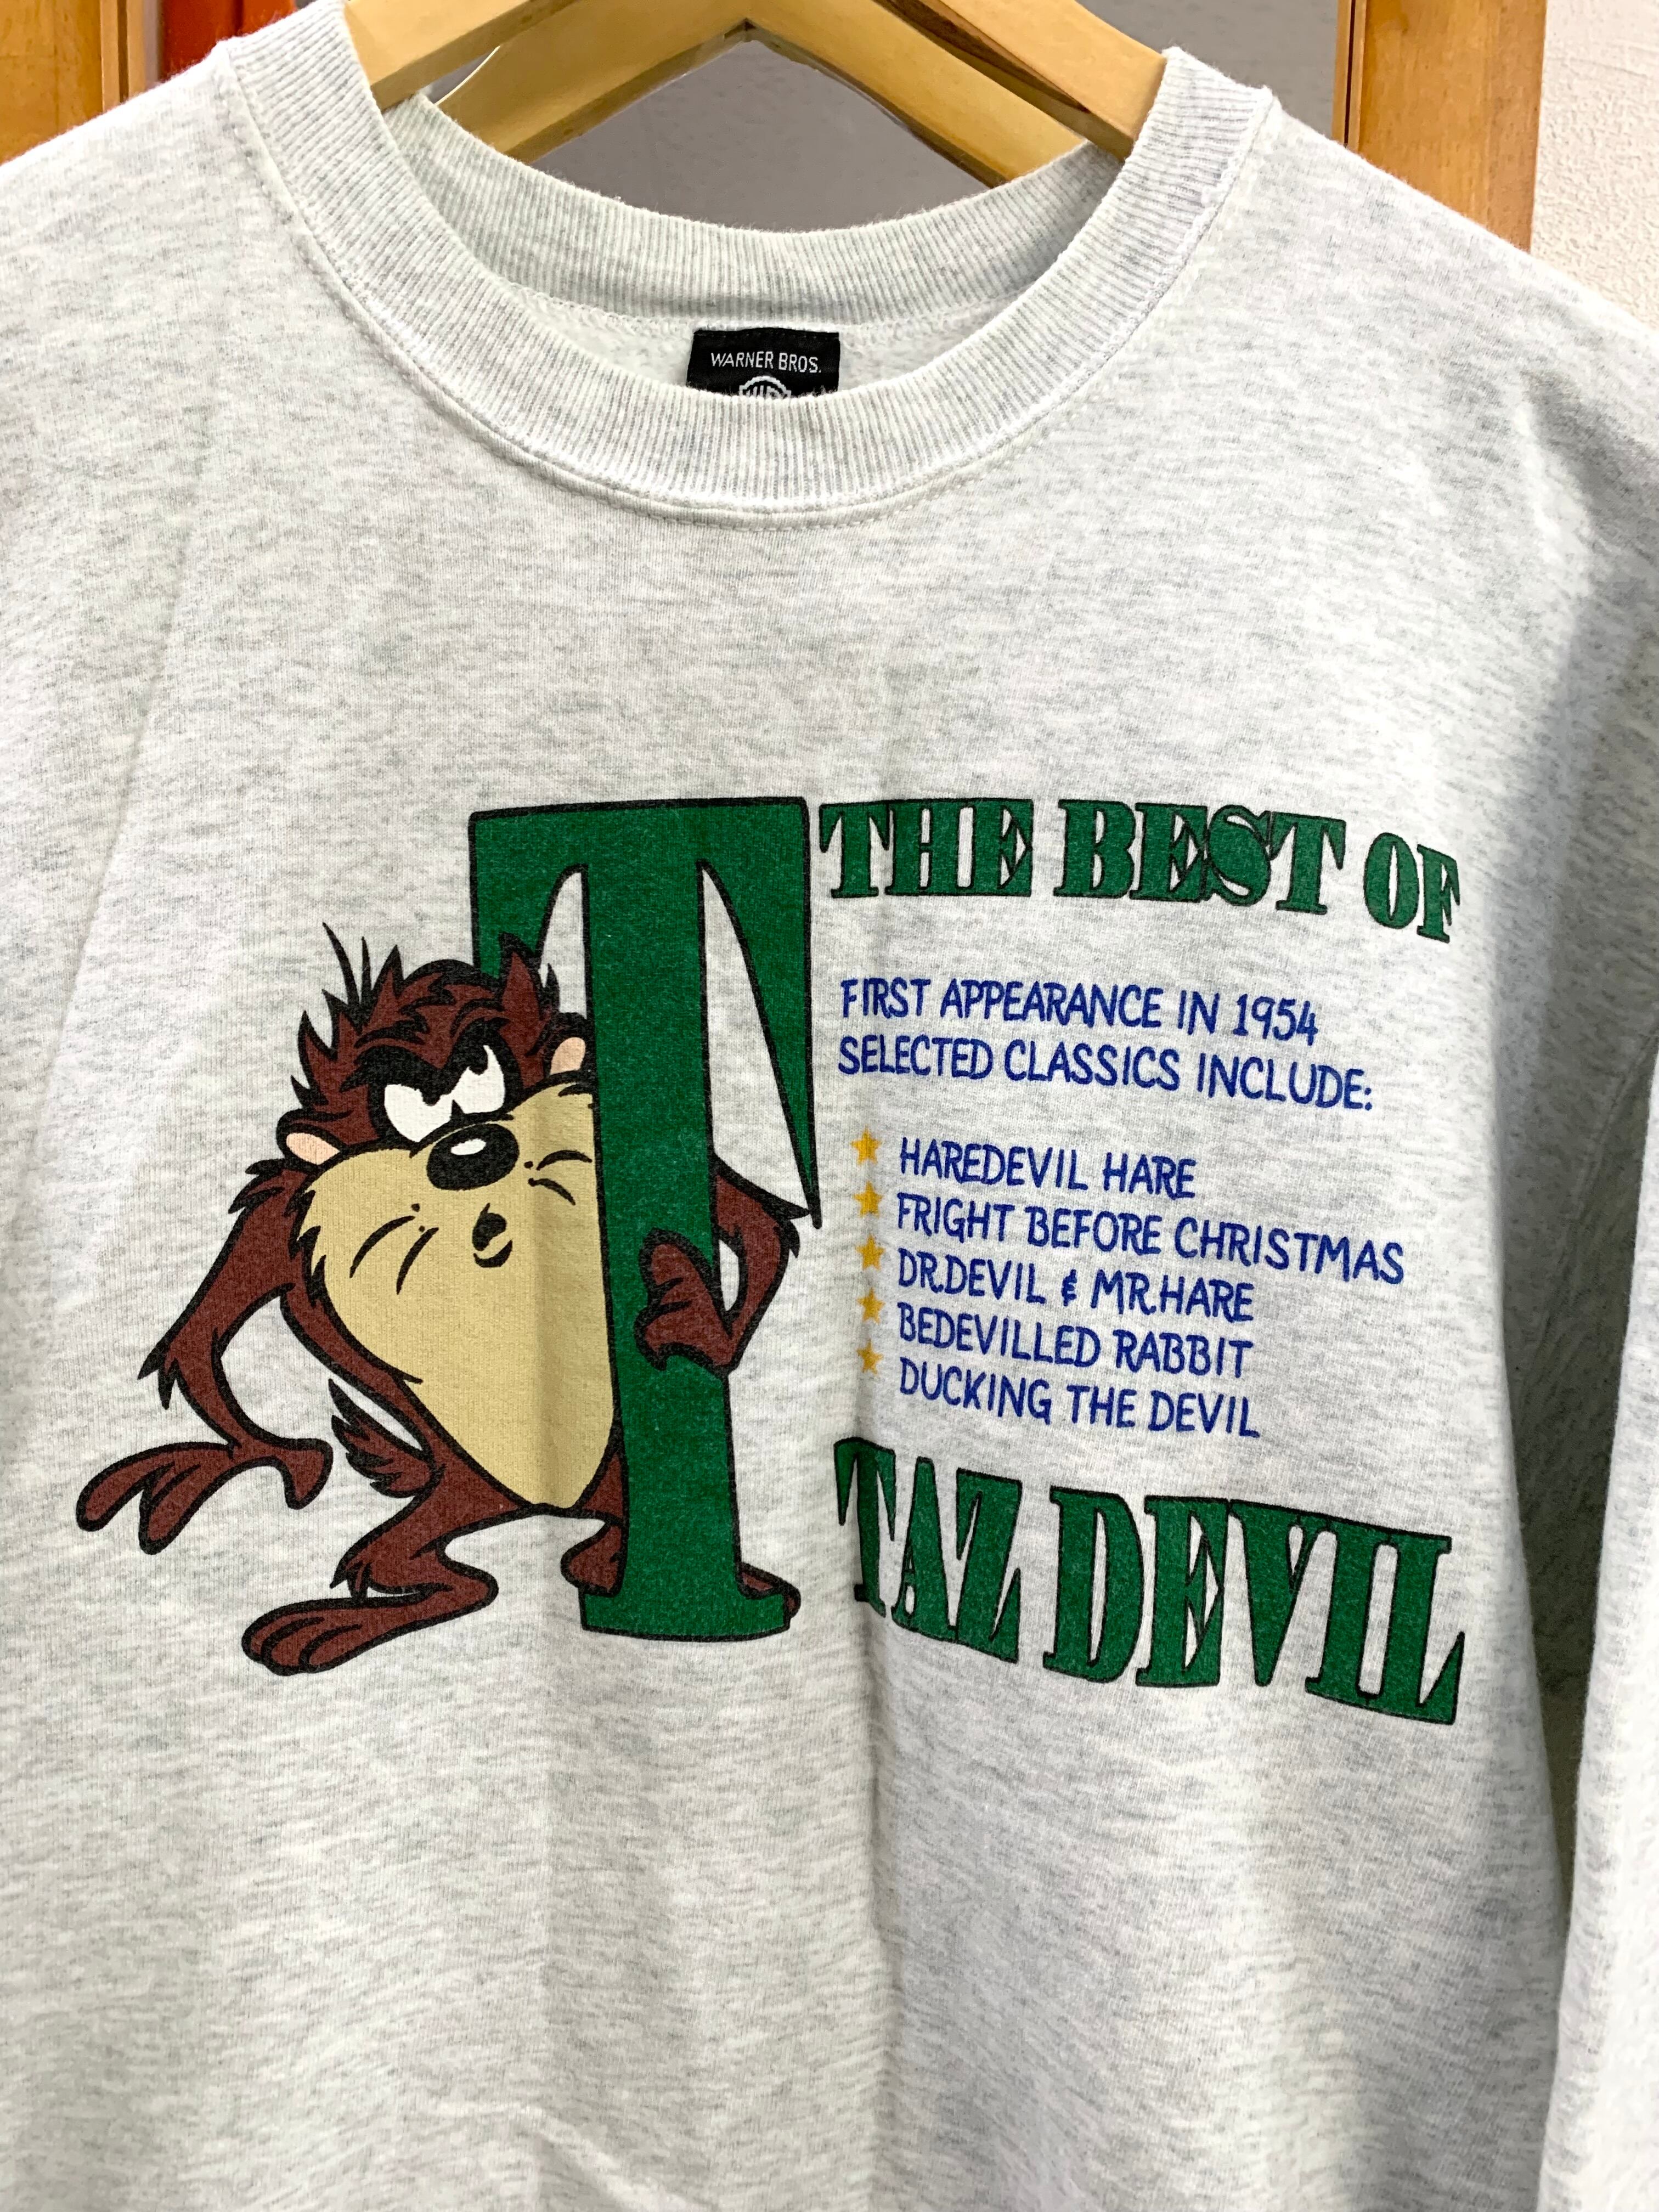 WARNER BROS.
T
THE BEST OF
FIRST APPEARANCE IN 1954
SELECTED CLASSICS INCLUDE:
HAREDEVIL HARE
FRIGHT BEFORE CHRISTMAS
DR.DEVIL & MR.HARE
BEDEVILLED RABBIT
DUCKING THE DEVIL
TAZ DEVIL